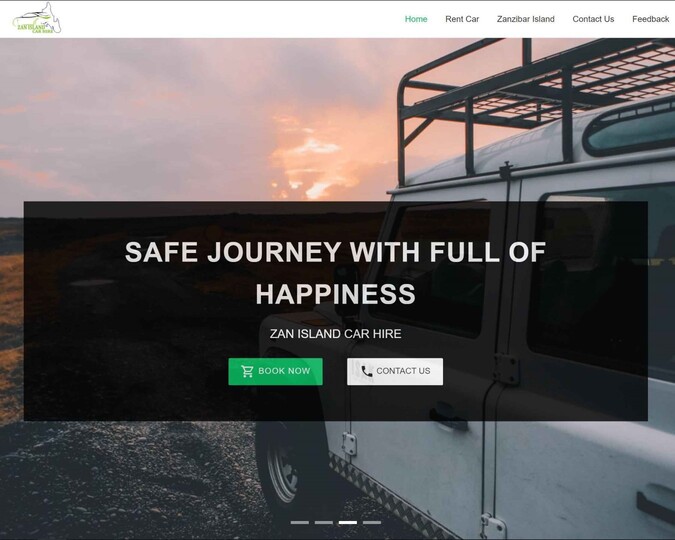 ZAN ISLAND
CAR HIRE
Home Rent Car Zanzibar Island Contact Us Feedback
SAFE JOURNEY WITH FULL OF
HAPPINESS
ZAN ISLAND CAR HIRE
BOOK NOW CONTACT US